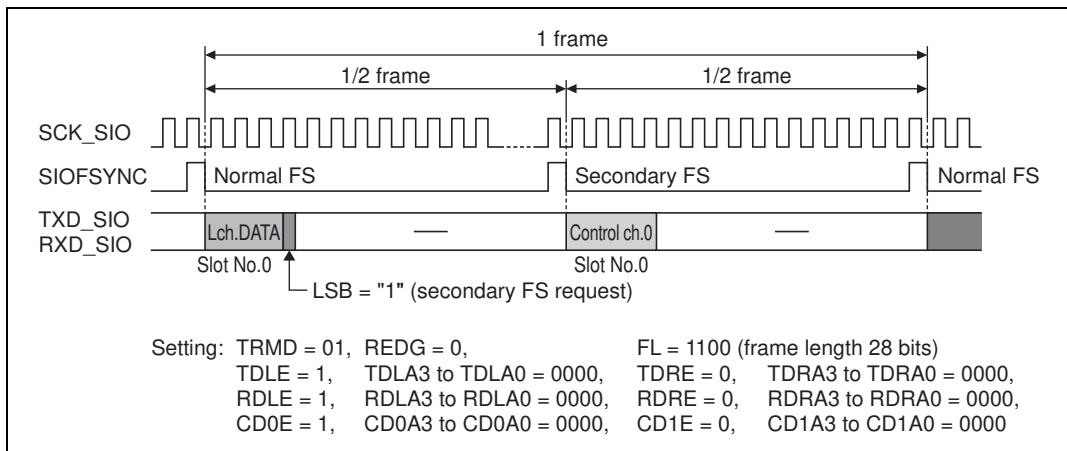 1 frame
1/2 frame 1/2 frame
SCK_SIO
SIOFSYNC Normal FS Secondary FS Normal FS
TXD_SIO
RXD_SIO
Lch.DATA — Control ch.0 —
Slot No.0 Slot No.0
LSB = "1" (secondary FS request)
Setting: TRMD = 01, REDG = 0, FL = 1100 (frame length 28 bits)
TDLE = 1, TDLA3 to TDLA0 = 0000, TDRE = 0, TDRA3 to TDRA0 = 0000,
RDLE = 1, RDLA3 to RDLA0 = 0000, RDRE = 0, RDRA3 to RDRA0 = 0000,
CD0E = 1, CD0A3 to CD0A0 = 0000, CD1E = 0, CD1A3 to CD1A0 = 0000